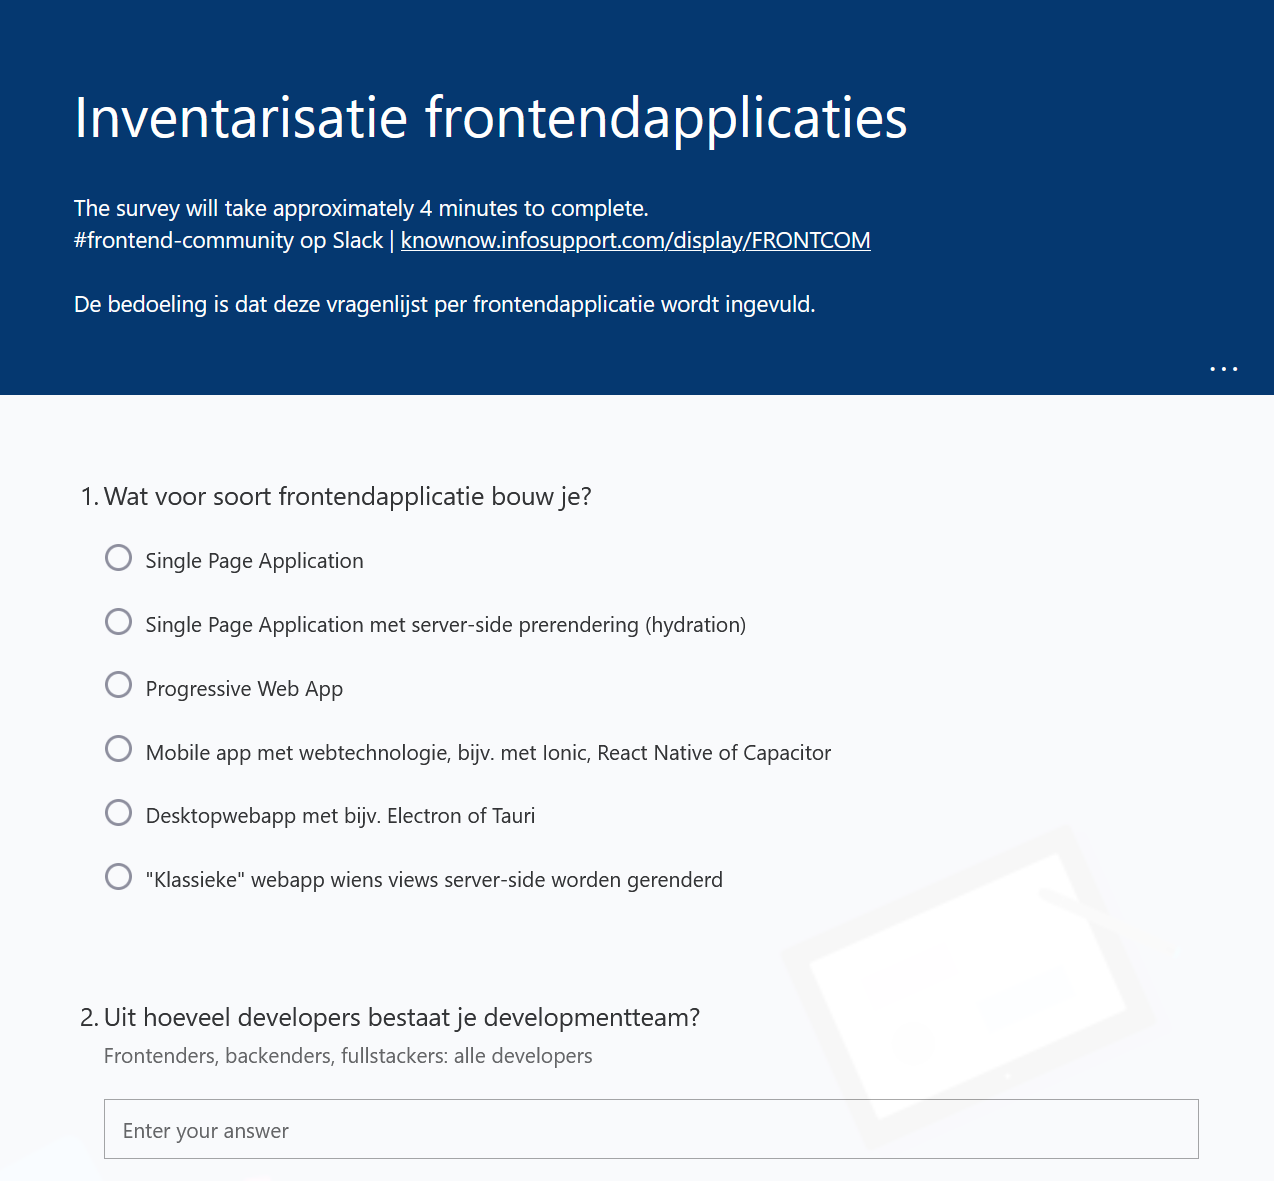 Inventarisatie frontendapplicaties
The survey will take approximately 4 minutes to complete.
#frontend-community op Slack | knownow.infosupport.com/display/FRONTCOM
De bedoeling is dat deze vragenlijst per frontendapplicatie wordt ingevuld.
...
1. Wat voor soort frontendapplicatie bouw je?
Single Page Application
Single Page Application met server-side prerendering (hydration)
Progressive Web App
Mobile app met webtechnologie, bijv. met Ionic, React Native of Capacitor
Desktopwebapp met bijv. Electron of Tauri
"Klassieke" webapp wiens views server-side worden gerenderd
2. Uit hoeveel developers bestaat je developmentteam?
Frontenders, backenders, fullstackers: alle developers
Enter your answer